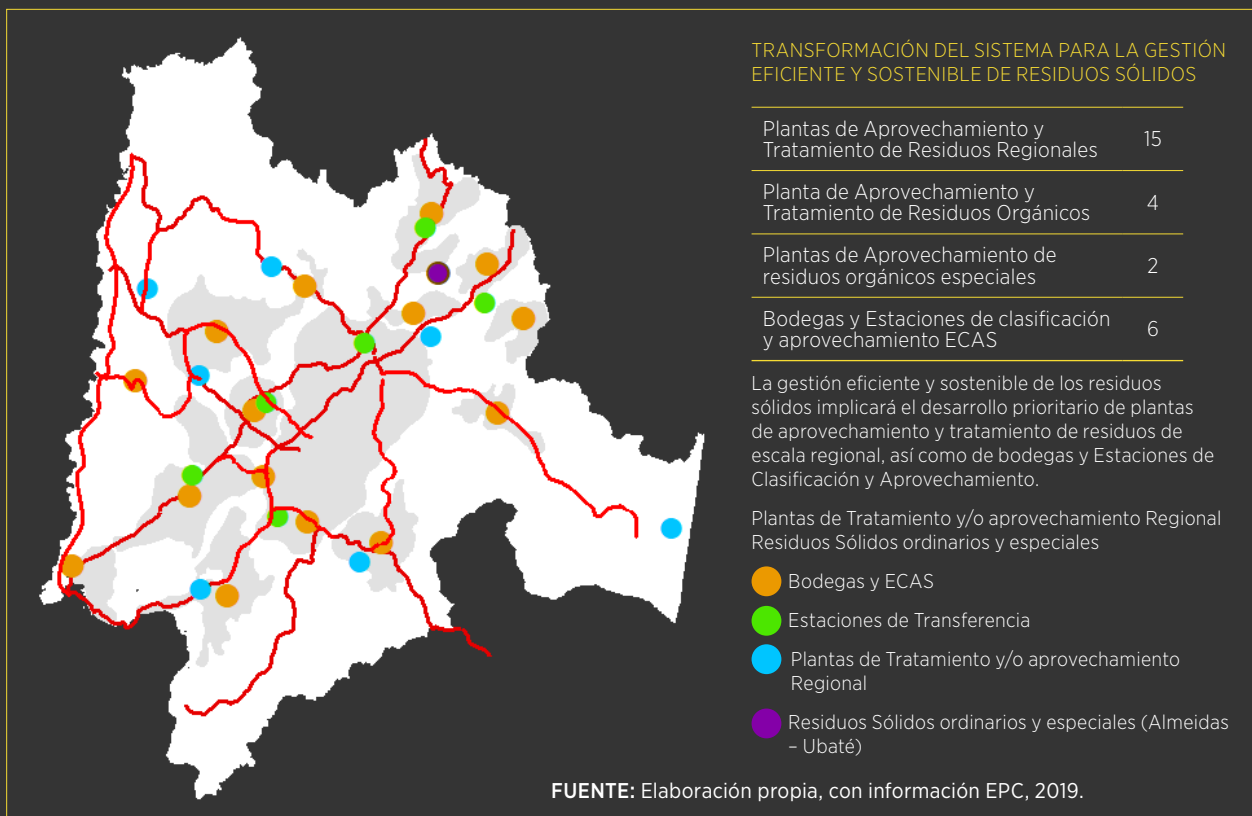 TRANSFORMACIÓN DEL SISTEMA PARA LA GESTIÓN
EFICIENTE Y SOSTENIBLE DE RESIDUOS SÓLIDOS
Plantas de Aprovechamiento y
Tratamiento de Residuos Regionales 15
Planta de Aprovechamiento y
Tratamiento de Residuos Orgánicos 4
Plantas de Aprovechamiento de
residuos orgánicos especiales 2
Bodegas y Estaciones de clasificación
y aprovechamiento ECAS 6
La gestión eficiente y sostenible de los residuos
sólidos implicará el desarrollo prioritario de plantas
de aprovechamiento y tratamiento de residuos de
escala regional, así como de bodegas y Estaciones de
Clasificación y Aprovechamiento.
Plantas de Tratamiento y/o aprovechamiento Regional
Residuos Sólidos ordinarios y especiales
Bodegas y ECAS
Estaciones de Transferencia
Plantas de Tratamiento y/o aprovechamiento
Regional
Residuos Sólidos ordinarios y especiales (Almeidas
– Ubaté)
FUENTE: Elaboración propia, con información EPC, 2019.